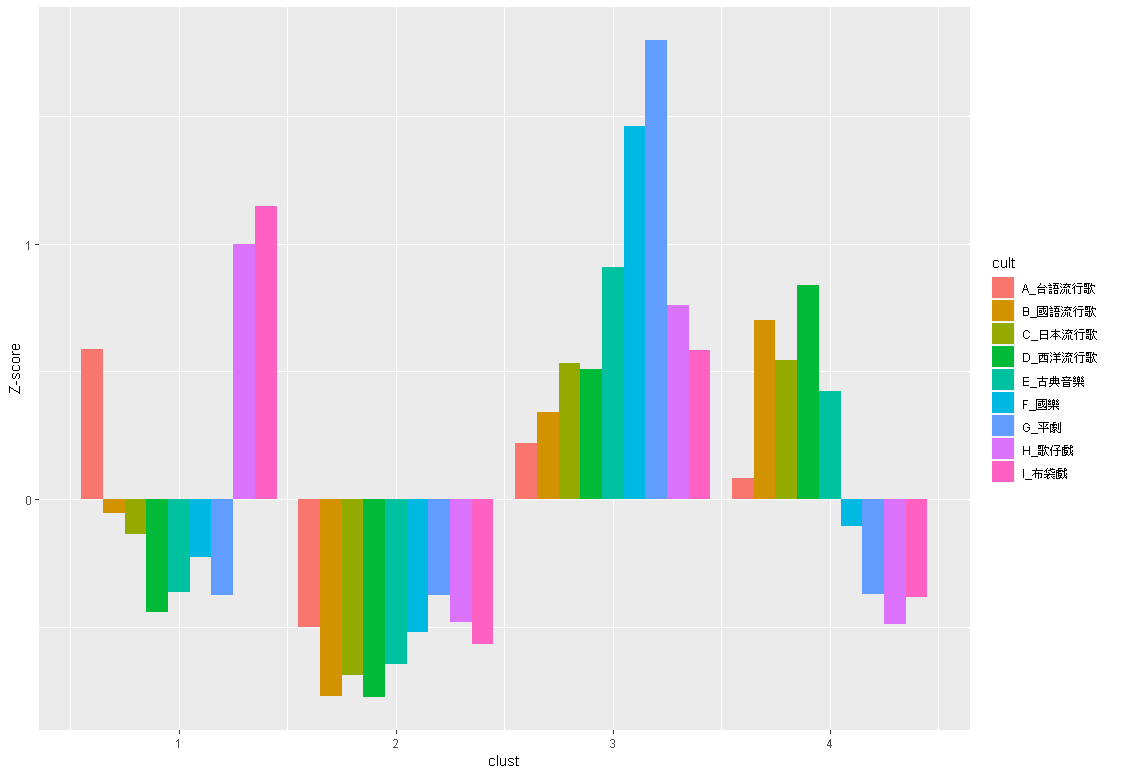 Z-score
1
0
1
2
3
4
clust
cult
A_台語流行歌
B_國語流行歌
C_日本流行歌
D_西洋流行歌
E_古典音樂
F_國樂
G_平劇
H_歌仔戲
I_布袋戲